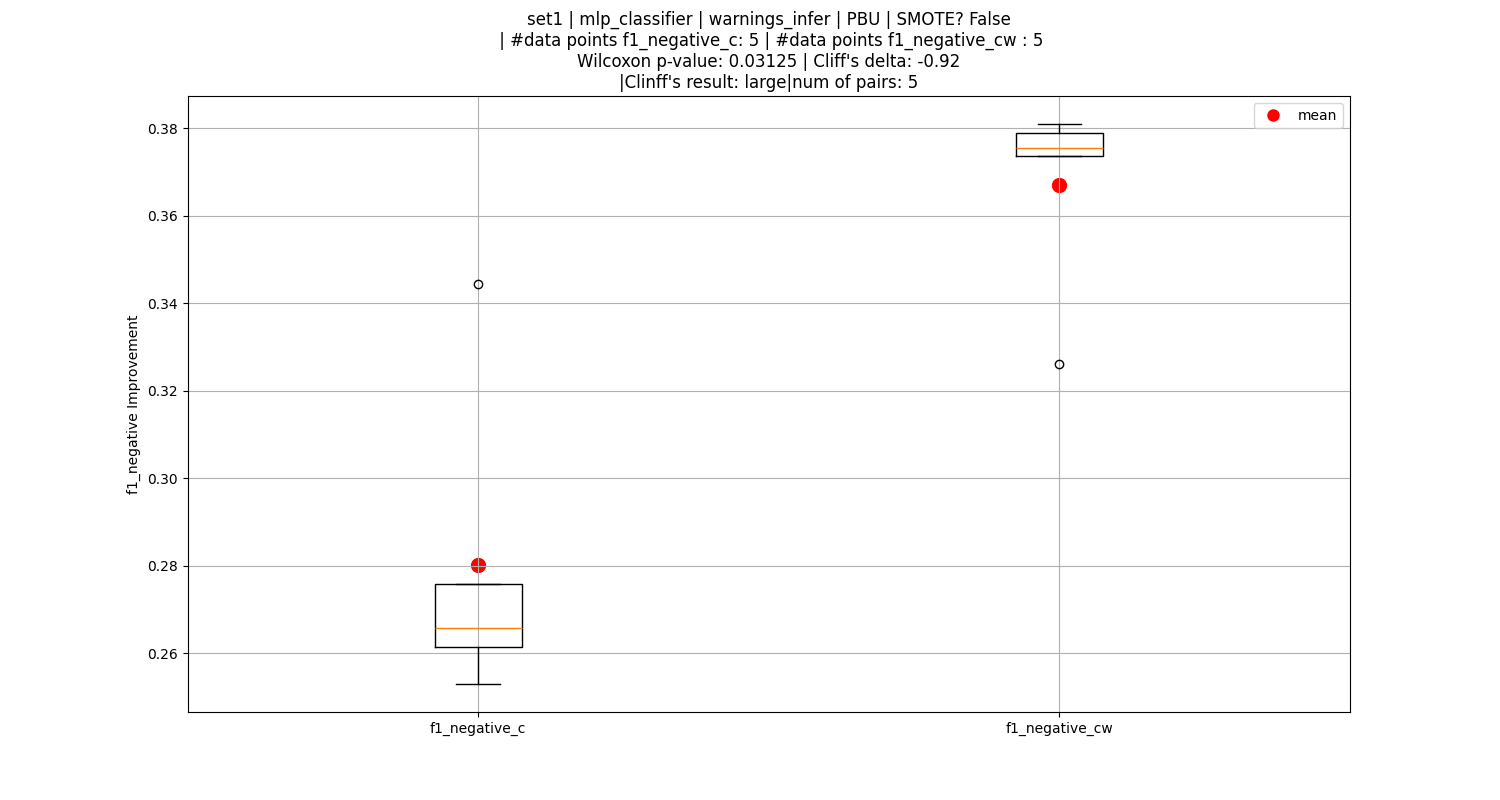 set1 | mlp_classifier | warnings_infer | PBU | SMOTE? False
| #data points f1_negative_c: 5 | #data points f1_negative_cw : 5
Wilcoxon p-value: 0.03125 | Cliff's delta: -0.92
|Clinff's result: large|num of pairs: 5
mean
0.38
0.36
0.34
0.32
0.30
0.28
0.26
f1_negative Improvement
f1_negative_c
f1_negative_cw